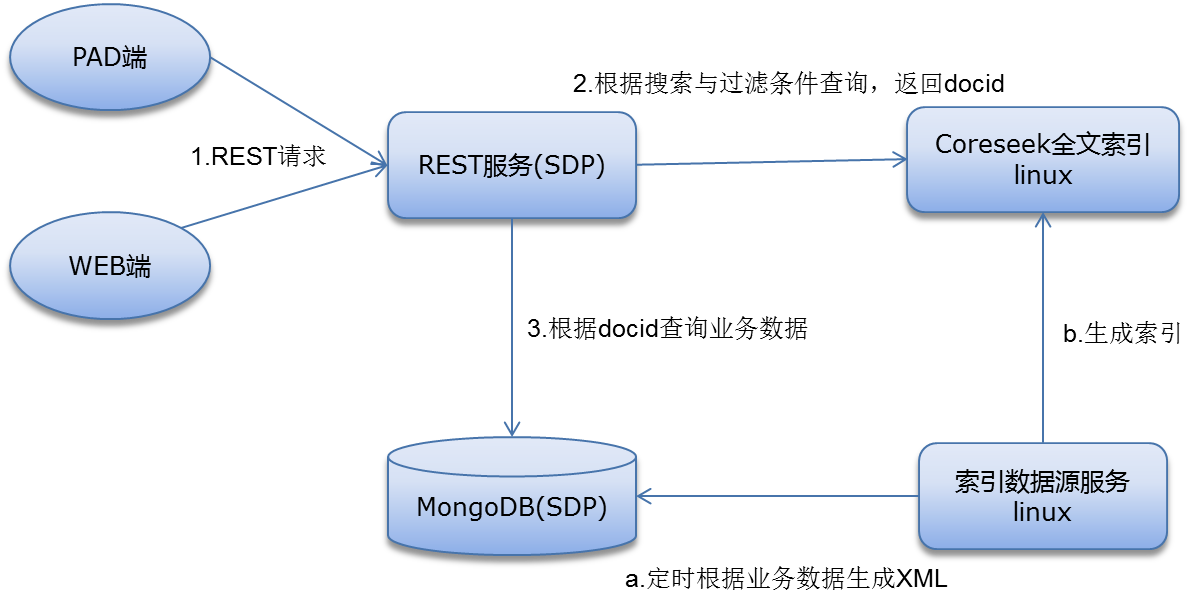 PAD端
2.根据搜索与过滤条件查询，返回docid
1.REST请求
REST服务(SDP)
Coreseek全文索引
linux
WEB端
3.根据docid查询业务数据
b.生成索引
MongoDB(SDP)
索引数据源服务
linux
a.定时根据业务数据生成XML